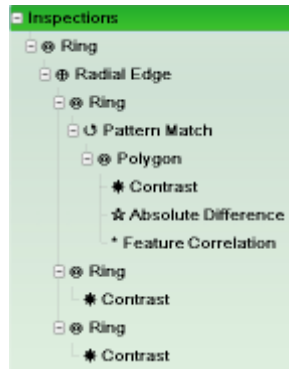 Inspections
Ring
Radial Edge
Ring
Pattern Match
Polygon
Contrast
Absolute Difference
Feature Correlation
Ring
Contrast
Ring
Contrast